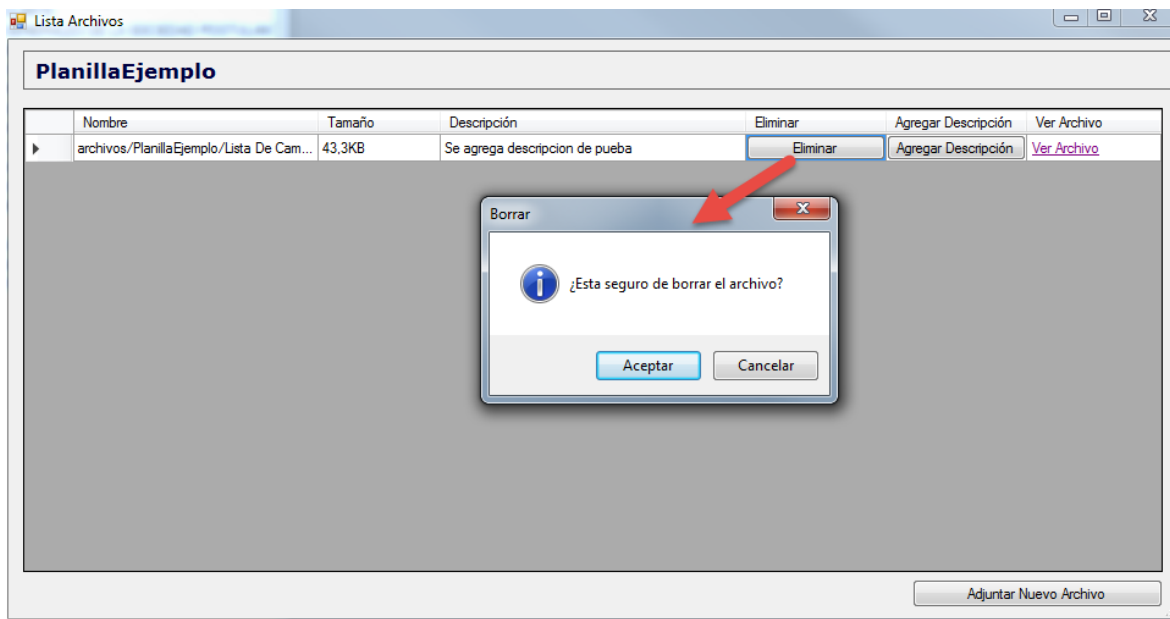 Lista Archivos
PlanillaEjemplo
Nombre Tamaño Descripción Eliminar Agregar Descripción Ver Archivo
archivos/PlanillaEjemplo/Lista De Cam... 43,3KB Se agrega descripcion de pueba Eliminar Agregar Descripción Ver Archivo
Borrar
¿Esta seguro de borrar el archivo?
Aceptar Cancelar
Adjuntar Nuevo Archivo